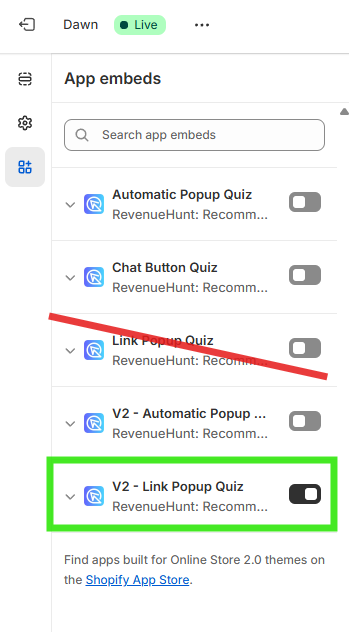 Dawn Live
App embeds
Search app embeds
Automatic Popup Quiz
RevenueHunt: Recomm...
Chat Button Quiz
RevenueHunt: Recomm...
Link Popup Quiz
RevenueHunt: Recomm...
V2 - Automatic Popup ...
RevenueHunt: Recomm...
V2 - Link Popup Quiz
RevenueHunt: Recomm...
Find apps built for Online Store 2.0 themes on
the Shopify App Store.